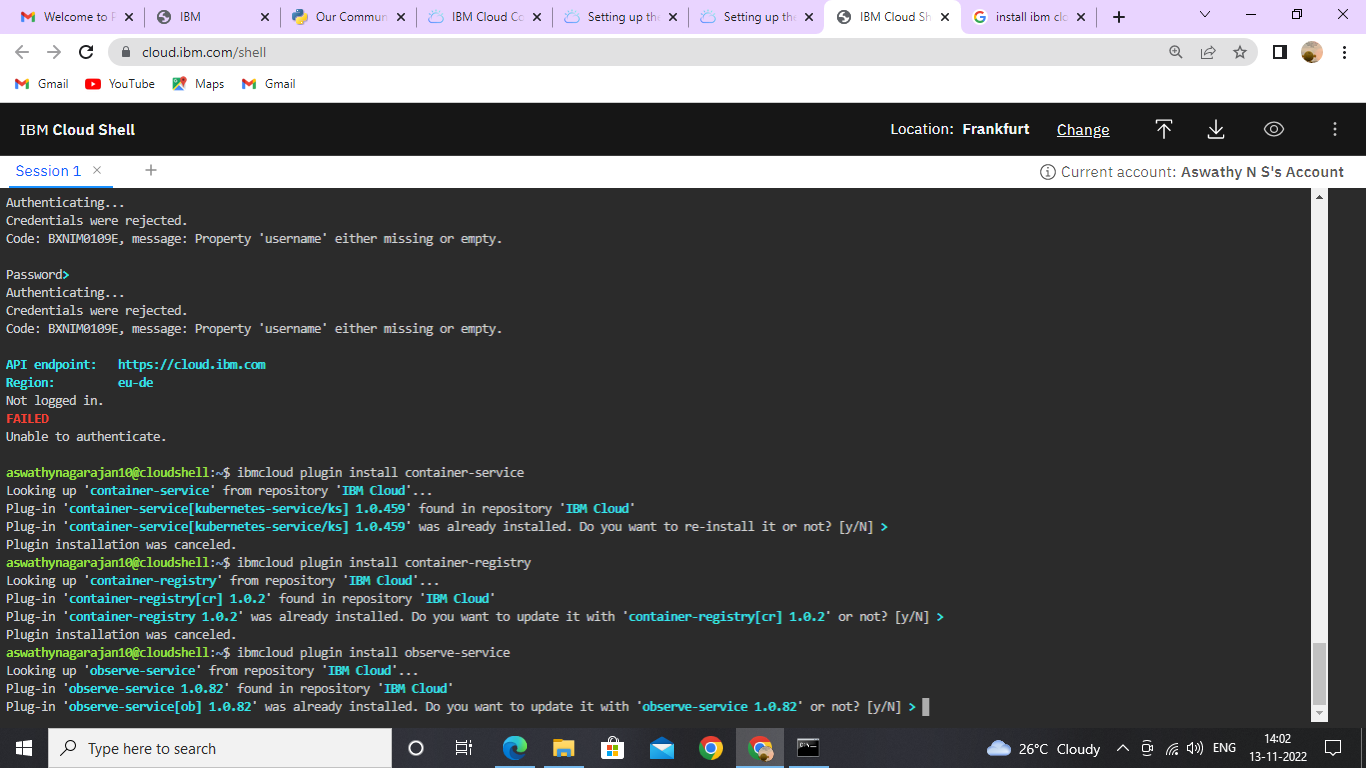 Welcome to P
IBM
Our Commun
IBM Cloud Co
Setting up the
Setting up the
IBM Cloud Sh
install ibm clo
cloud.ibm.com/shell
Gmail
YouTube
Maps
Gmail
IBM Cloud Shell
Location: Frankfurt
Change
Session 1
Current account: Aswathy N S's Account
Authenticating...
Credentials were rejected.
Code: BXNIM0109E, message: Property 'username' either missing or empty.
Password>
Authenticating...
Credentials were rejected.
Code: BXNIM0109E, message: Property 'username' either missing or empty.
API endpoint: https://cloud.ibm.com
Region: eu-de
Not logged in.
FAILED
Unable to authenticate.
aswathynagarajan10@cloudshell:~$ ibmcloud plugin install container-service
Looking up 'container-service' from repository 'IBM Cloud'...
Plug-in 'container-service[kubernetes-service/ks] 1.0.459' found in repository 'IBM Cloud'
Plug-in 'container-service[kubernetes-service/ks] 1.0.459' was already installed. Do you want to re-install it or not? [y/N] >
Plugin installation was canceled.
aswathynagarajan10@cloudshell:~$ ibmcloud plugin install container-registry
Looking up 'container-registry' from repository 'IBM Cloud'...
Plug-in 'container-registry[cr] 1.0.2' found in repository 'IBM Cloud'
Plug-in 'container-registry 1.0.2' was already installed. Do you want to update it with 'container-registry[cr] 1.0.2' or not? [y/N] >
Plugin installation was canceled.
aswathynagarajan10@cloudshell:~$ ibmcloud plugin install observe-service
Looking up 'observe-service' from repository 'IBM Cloud'...
Plug-in 'observe-service 1.0.82' found in repository 'IBM Cloud'
Plug-in 'observe-service[ob] 1.0.82' was already installed. Do you want to update it with 'observe-service 1.0.82' or not? [y/N] >
Type here to search
26°C Cloudy
ENG
14:02
13-11-2022